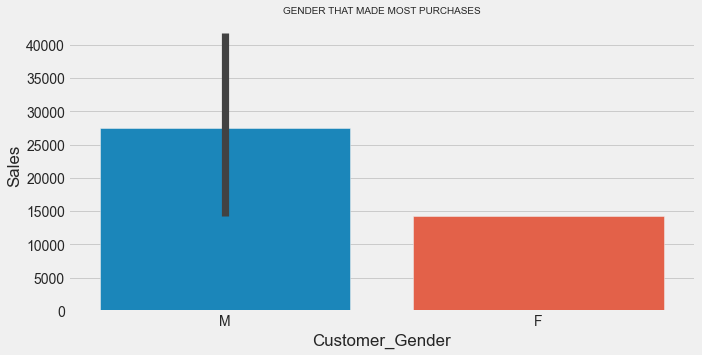 GENDER THAT MADE MOST PURCHASES
40000
35000
30000
25000
20000
15000
10000
5000
0
Sales
M
F
Customer_Gender